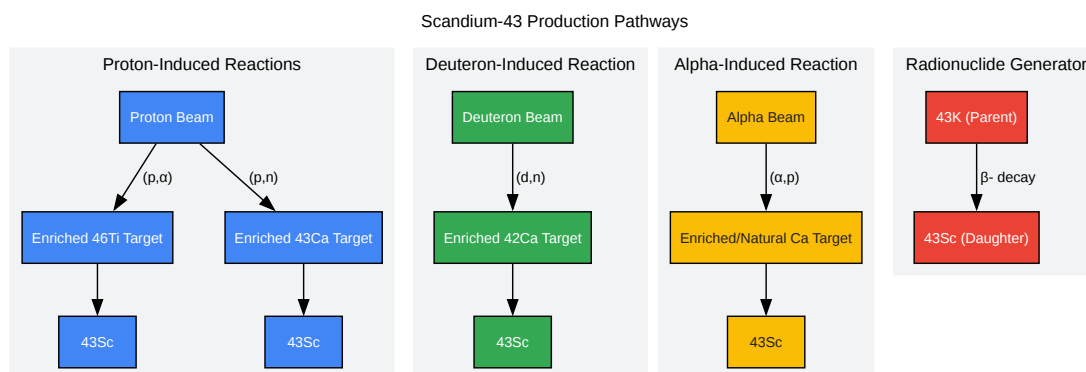 Scandium-43 Production Pathways
Proton-Induced Reactions
Proton Beam
(p,α)
(p,n)
Enriched 46Ti Target
Enriched 43Ca Target
43Sc
43Sc
Deuteron-Induced Reaction
Deuteron Beam
(d,n)
Enriched 42Ca Target
43Sc
Alpha-Induced Reaction
Alpha Beam
(α,p)
Enriched/Natural Ca Target
43Sc
Radionuclide Generator
43K (Parent)
β- decay
43Sc (Daughter)